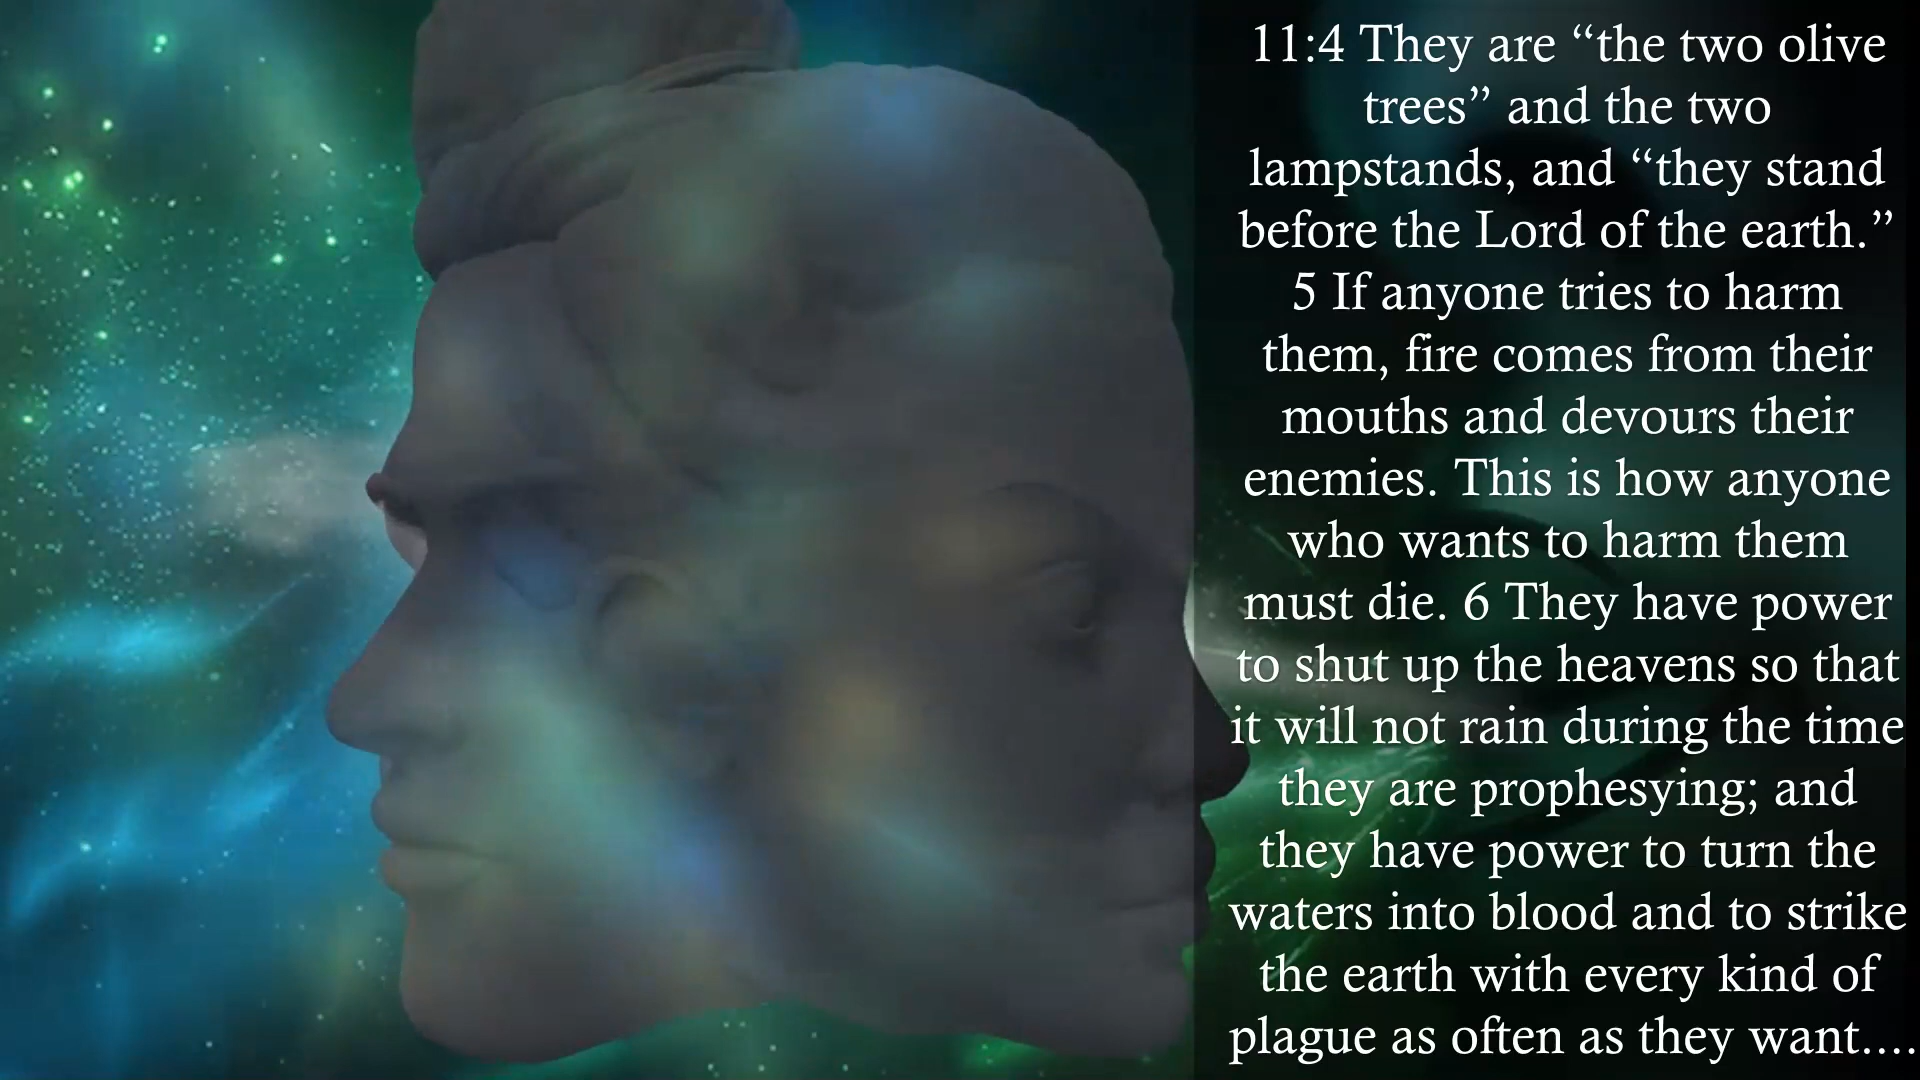 11:4 They are “the two olive
trees” and the two
lampstands, and “they stand
before the Lord of the earth.”
5 If anyone tries to harm
them, fire comes from their
mouths and devours their
enemies. This is how anyone
who wants to harm them
must die. 6 They have power
to shut up the heavens so that
it will not rain during the time
they are prophesying; and
they have power to turn the
waters into blood and to strike
the earth with every kind of
plague as often as they want....